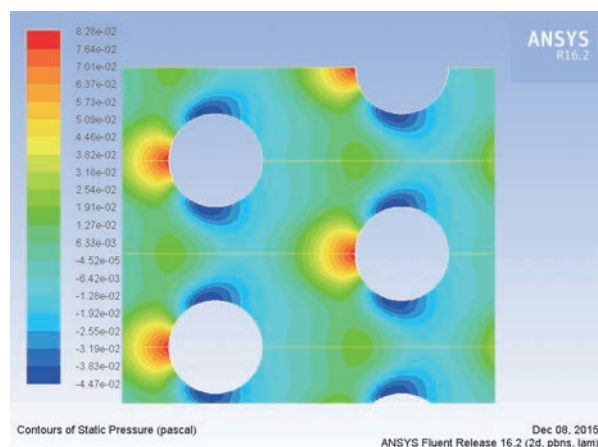 8.28e-02
7.64e-02
7.01e-02
6.37e-02
5.73e-02
5.09e-02
4.46e-02
3.82e-02
3.18e-02
2.54e-02
1.91e-02
1.27e-02
6.33e-03
-4.52e-05
-6.42e-03
-1.28e-02
-1.92e-02
-2.55e-02
-3.19e-02
-3.83e-02
-4.47e-02
ANSYS
R16.2
Contours of Static Pressure (pascal)
Dec 08, 2015
ANSYS Fluent Release 16.2 (2d, pbns, lam)